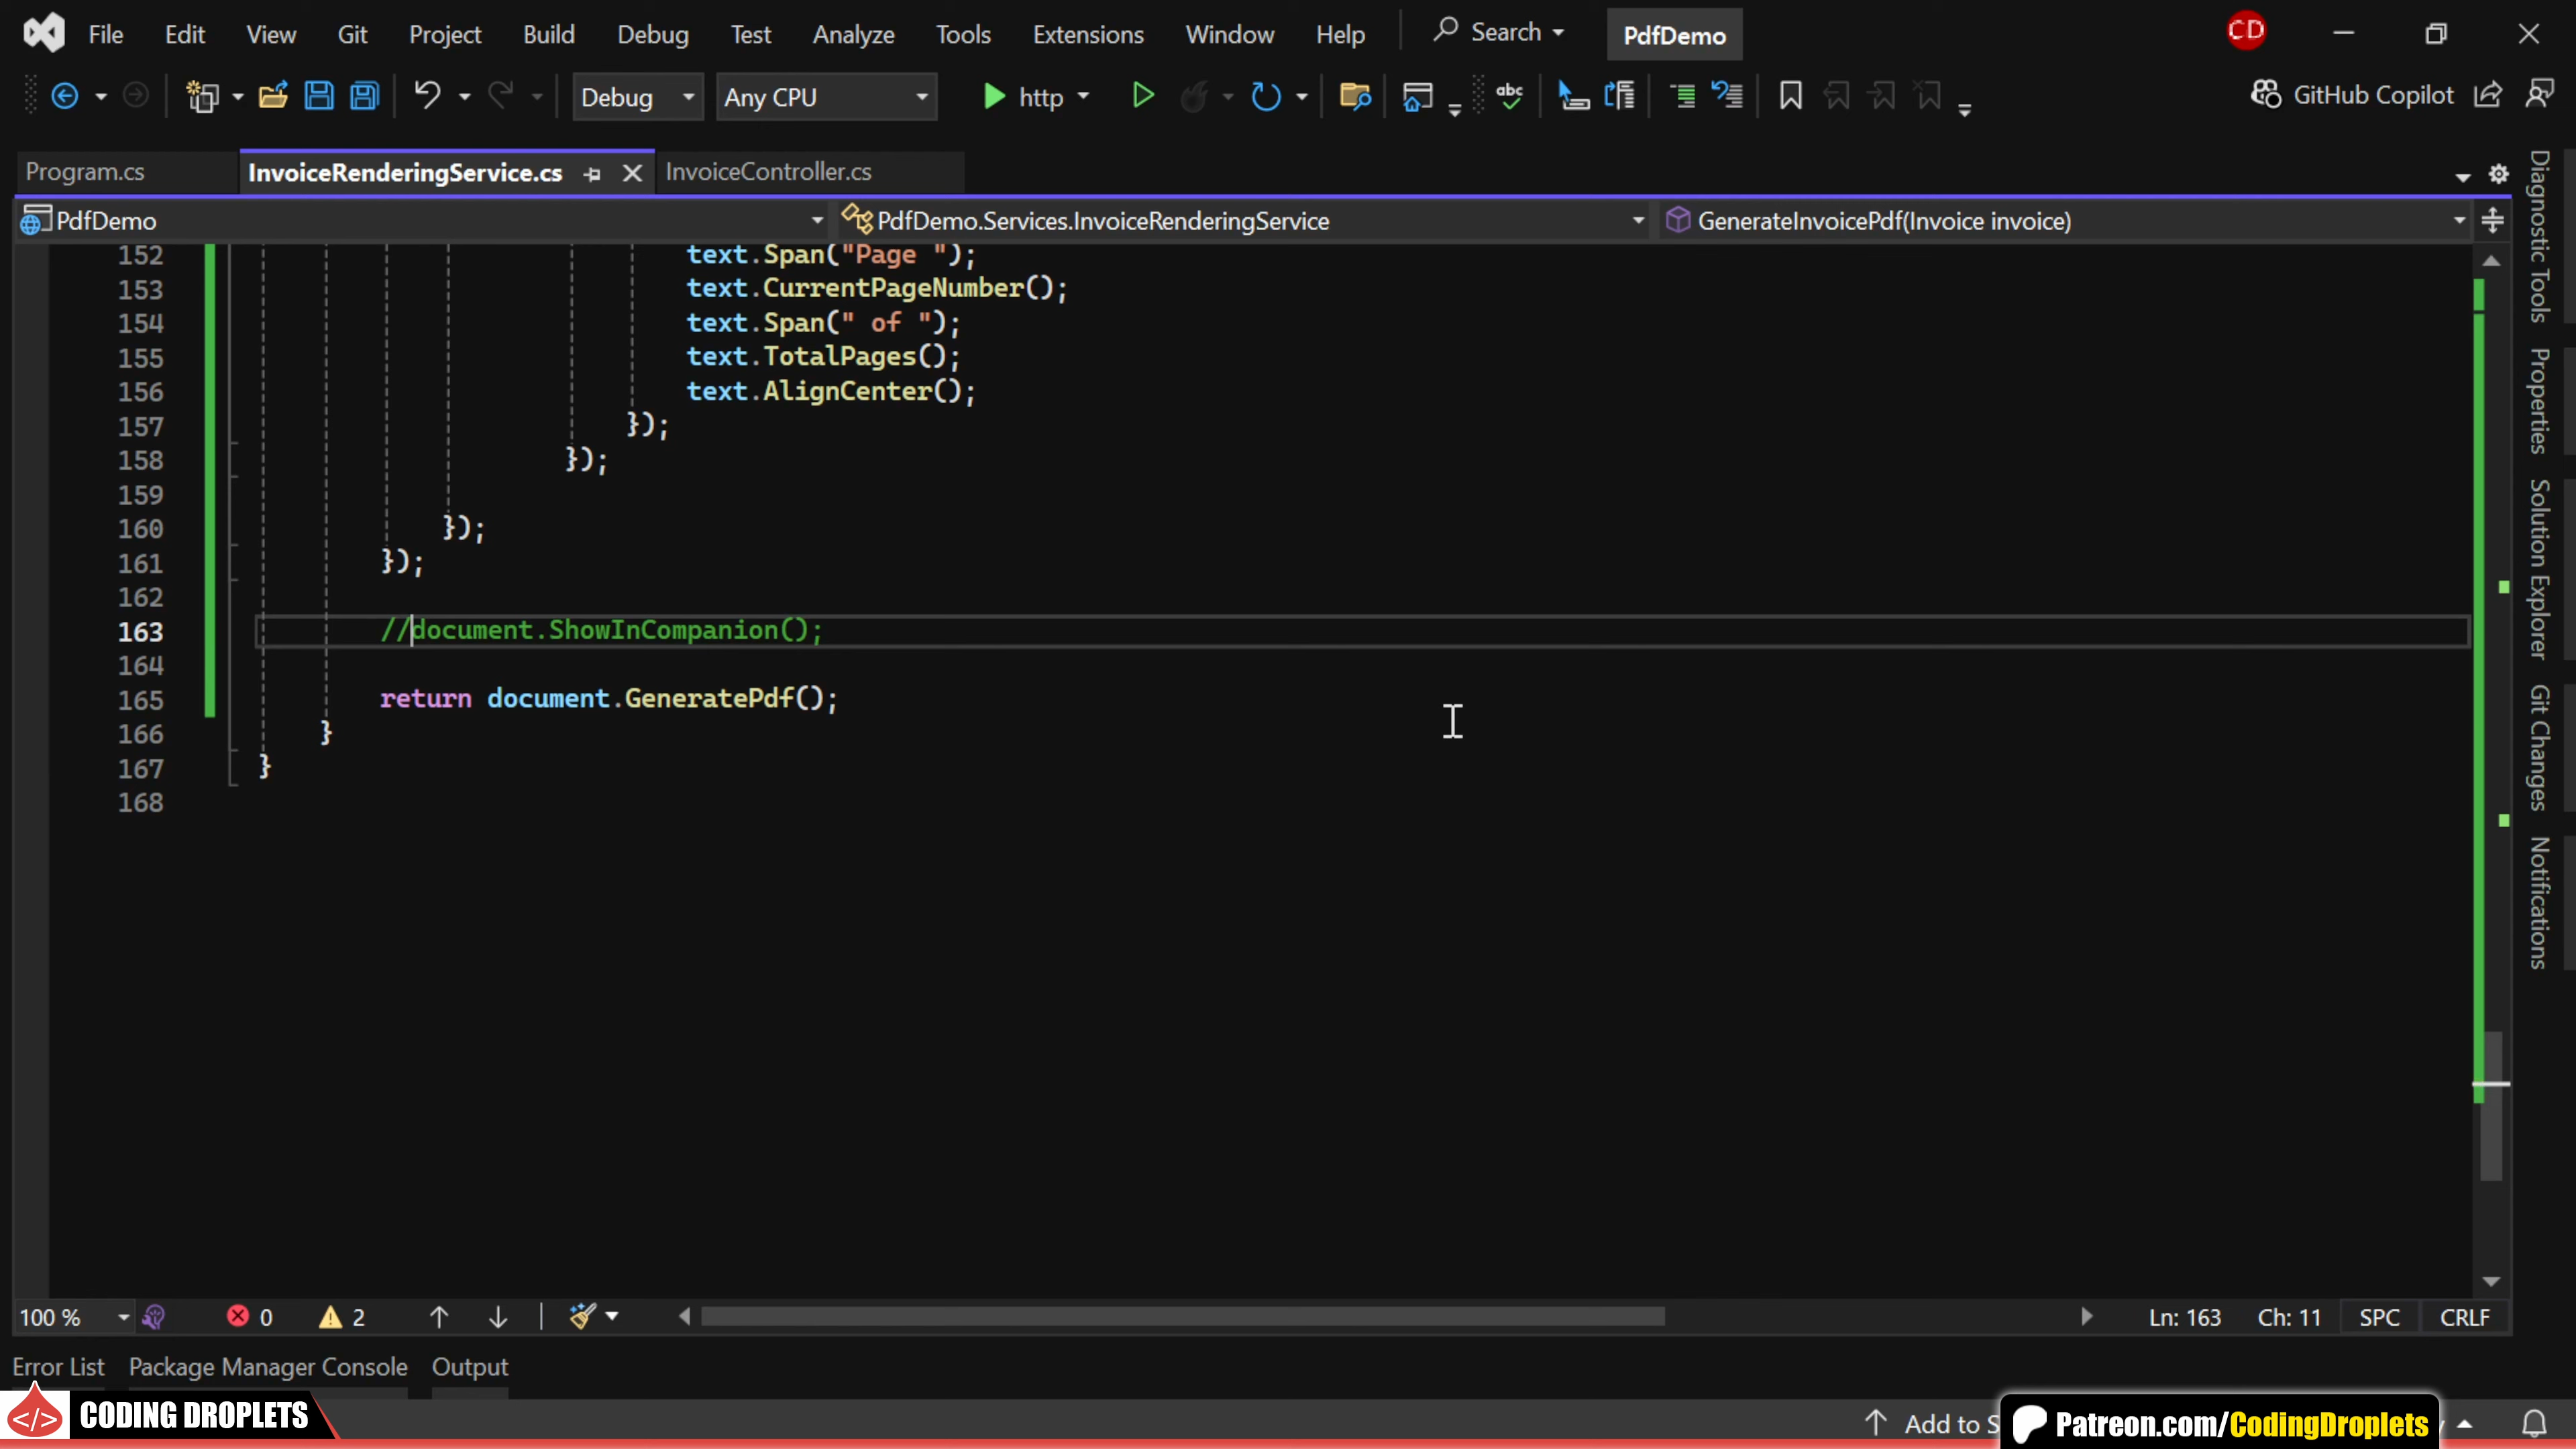 File Edit View Git Project Build Debug Test Analyze Tools Extensions Window Help Search PdfDemo CD
Debug Any CPU http abc GitHub Copilot
Program.cs InvoiceRenderingService.cs InvoiceController.cs
PdfDemo PdfDemo.Services.InvoiceRenderingService GenerateInvoicePdf(Invoice invoice)
152 text.Span("Page ");
153 text.CurrentPageNumber();
154 text.Span(" of ");
155 text.TotalPages();
156 text.AlignCenter();
157 });
158 });
159
160 });
161 });
162
163 //document.ShowInCompanion();
164
165 return document.GeneratePdf();
166 }
167 }
168
Diagnostic Tools
Properties
Solution Explorer
Git Changes
Notifications
100 % 0 2 Ln: 163 Ch: 11 SPC CRLF
Error List Package Manager Console Output
</> CODING DROPLETS
Add to S
Patreon.com/CodingDroplets